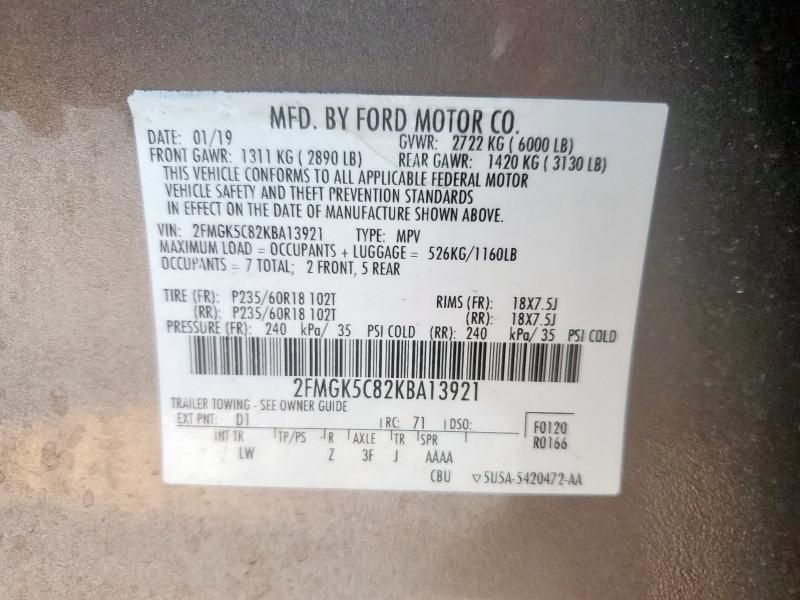 MFD. BY FORD MOTOR CO.
DATE: 01/19 GVWR: 2722 KG ( 6000 LB)
FRONT GAWR: 1311 KG ( 2890 LB) REAR GAWR: 1420 KG ( 3130 LB)
THIS VEHICLE CONFORMS TO ALL APPLICABLE FEDERAL MOTOR
VEHICLE SAFETY AND THEFT PREVENTION STANDARDS
IN EFFECT ON THE DATE OF MANUFACTURE SHOWN ABOVE.
VIN: 2FMGK5C82KBA13921 TYPE: MPV
MAXIMUM LOAD = OCCUPANTS + LUGGAGE = 526KG/1160LB
OCCUPANTS = 7 TOTAL; 2 FRONT, 5 REAR
TIRE (FR): P235/60R18 102T RIMS (FR): 18X7.5J
(RR): P235/60R18 102T (RR): 18X7.5J
PRESSURE (FR): 240 kPa/ 35 PSI COLD (RR): 240 kPa/ 35 PSI COLD
2FMGK5C82KBA13921
TRAILER TOWING - SEE OWNER GUIDE
EXT PNT: D1 RC: 71 DSO: F0120
INT TR TP/PS R AXLE TR SPR R0166
LW Z 3F J AAAA
CBU ▽5U5A-5420472-AA